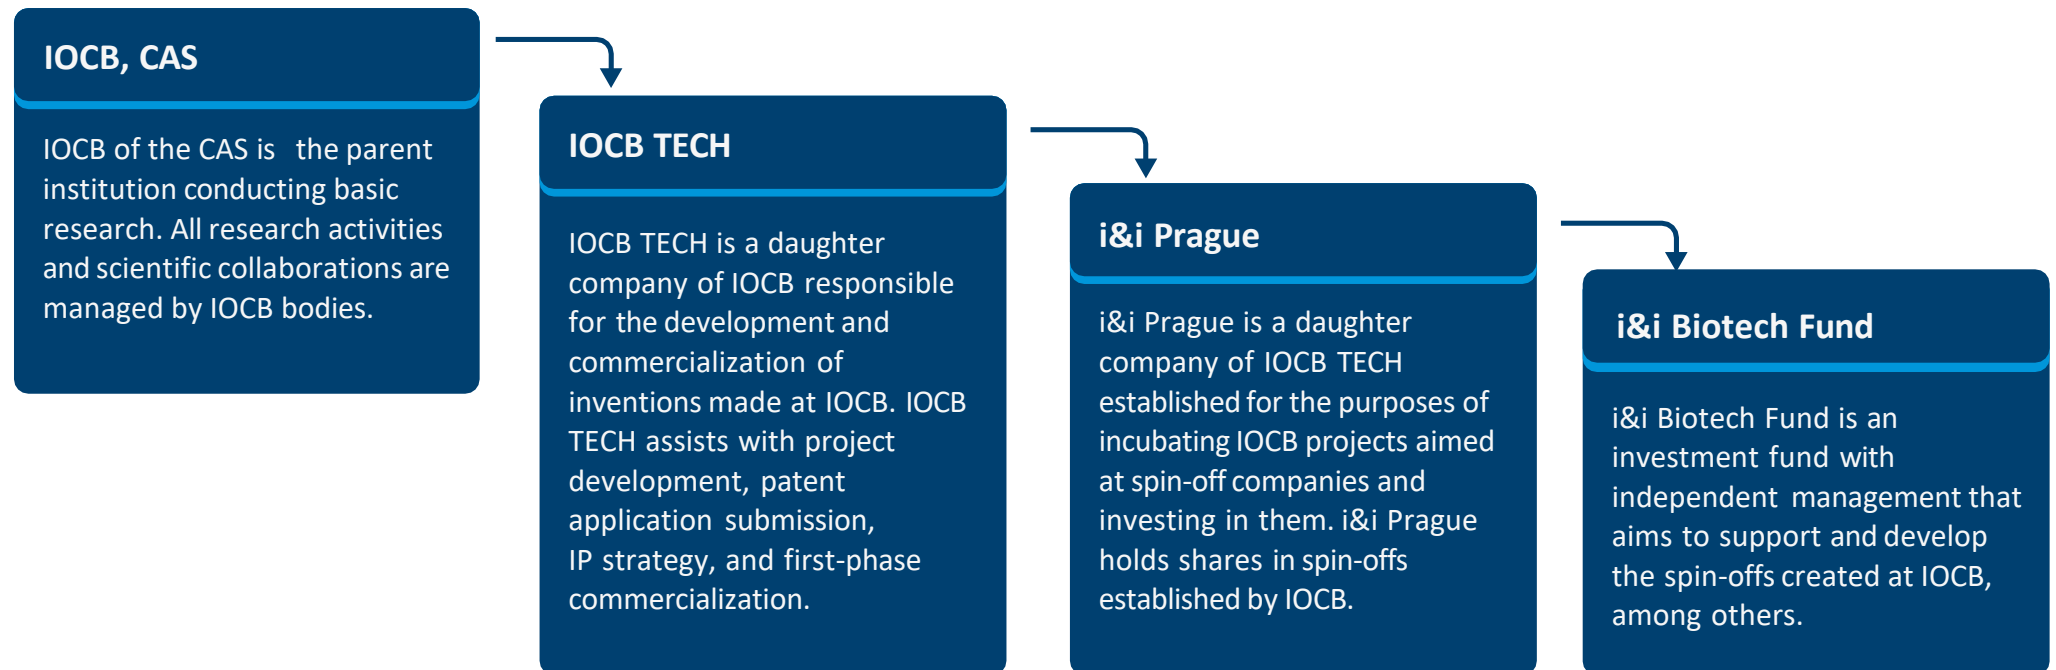 IOCB, CAS
IOCB of the CAS is the parent
institution conducting basic
research. All research activities
and scientific collaborations are
managed by IOCB bodies.
IOCB TECH
IOCB TECH is a daughter
company of IOCB responsible
for the development and
commercialization of
inventions made at IOCB. IOCB
TECH assists with project
development, patent
application submission,
IP strategy, and first-phase
commercialization.
i&i Prague
i&i Prague is a daughter
company of IOCB TECH
established for the purposes of
incubating IOCB projects aimed
at spin-off companies and
investing in them. i&i Prague
holds shares in spin-offs
established by IOCB.
i&i Biotech Fund
i&i Biotech Fund is an
investment fund with
independent management that
aims to support and develop
the spin-offs created at IOCB,
among others.